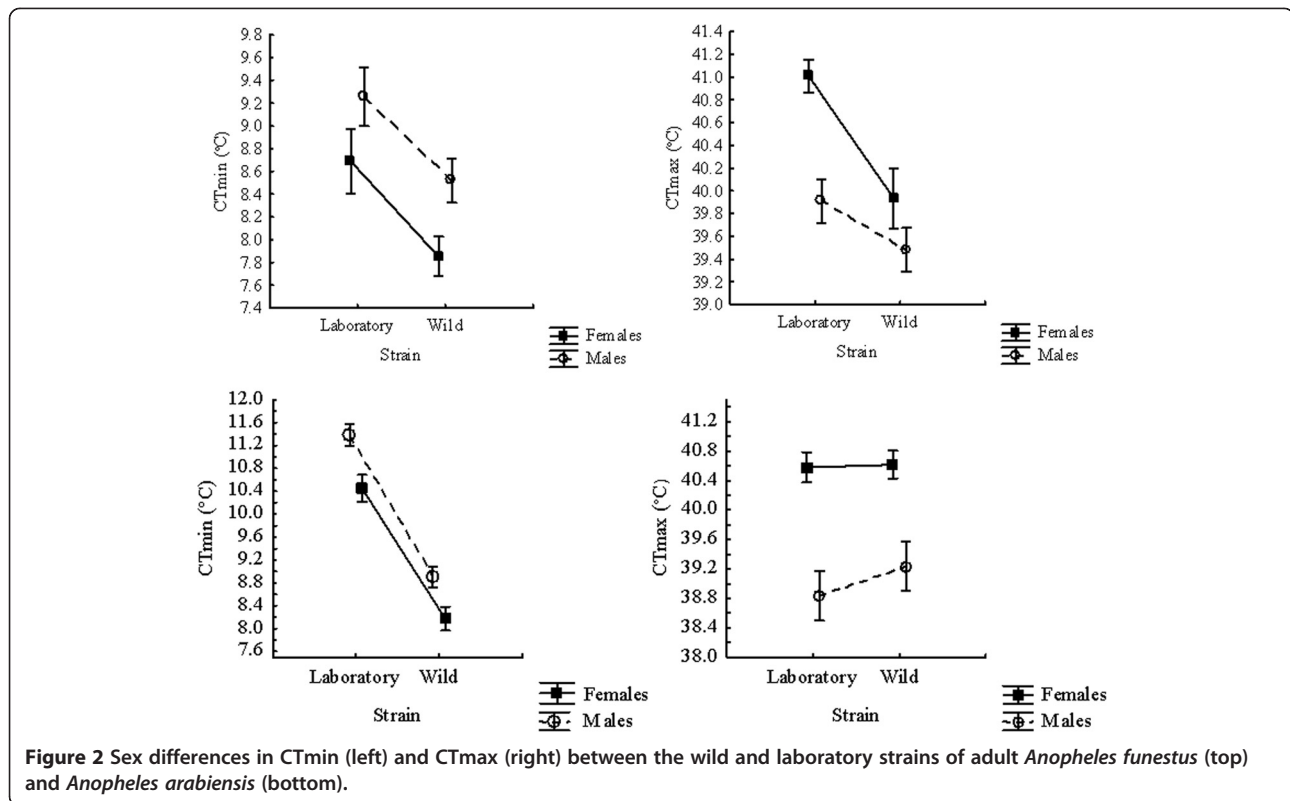 9.8
9.6
9.4
9.2
9.0
8.8
8.6
8.4
8.2
8.0
7.8
7.6
7.4
CTmin (°C)
Laboratory Wild
Strain
Females
Males
41.4
41.2
41.0
40.8
40.6
40.4
40.2
40.0
39.8
39.6
39.4
39.2
39.0
CTmax (°C)
Laboratory Wild
Strain
Females
Males
12.0
11.6
11.2
10.8
10.4
10.0
9.6
9.2
8.8
8.4
8.0
7.6
CTmin (°C)
Laboratory Wild
Strain
Females
Males
41.2
40.8
40.4
40.0
39.6
39.2
38.8
38.4
38.0
CTmax (°C)
Laboratory Wild
Strain
Females
Males
Figure 2 Sex differences in CTmin (left) and CTmax (right) between the wild and laboratory strains of adult Anopheles funestus (top)
and Anopheles arabiensis (bottom).